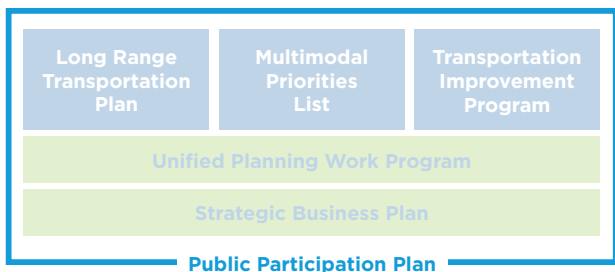 Long Range
Transportation
Plan
Multimodal
Priorities
List
Transportation
Improvement
Program
Unified Planning Work Program
Strategic Business Plan
Public Participation Plan